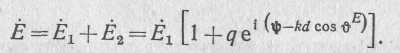 Ė = Ė₁ + Ė₂ = Ė₁ [1 + q e^{i (ψ−kd cos ϑ^E)}].